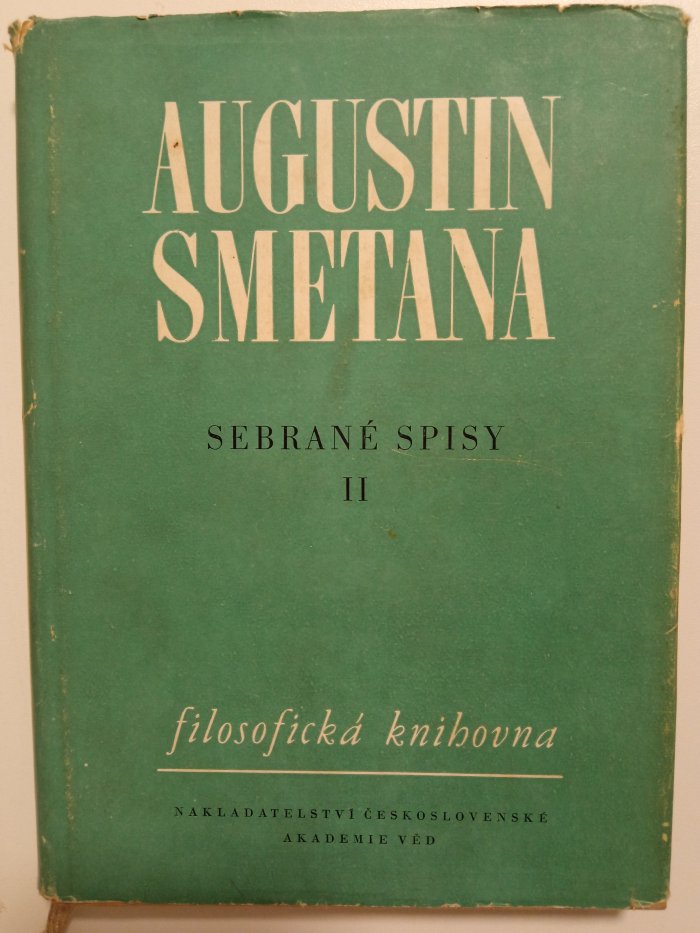 AUGUSTIN
SMETANA
SEBRANÉ SPISY
II
filosofická knihovna
NAKLADATELSTVÍ ČESKOSLOVENSKÉ
AKADEMIE VĚD